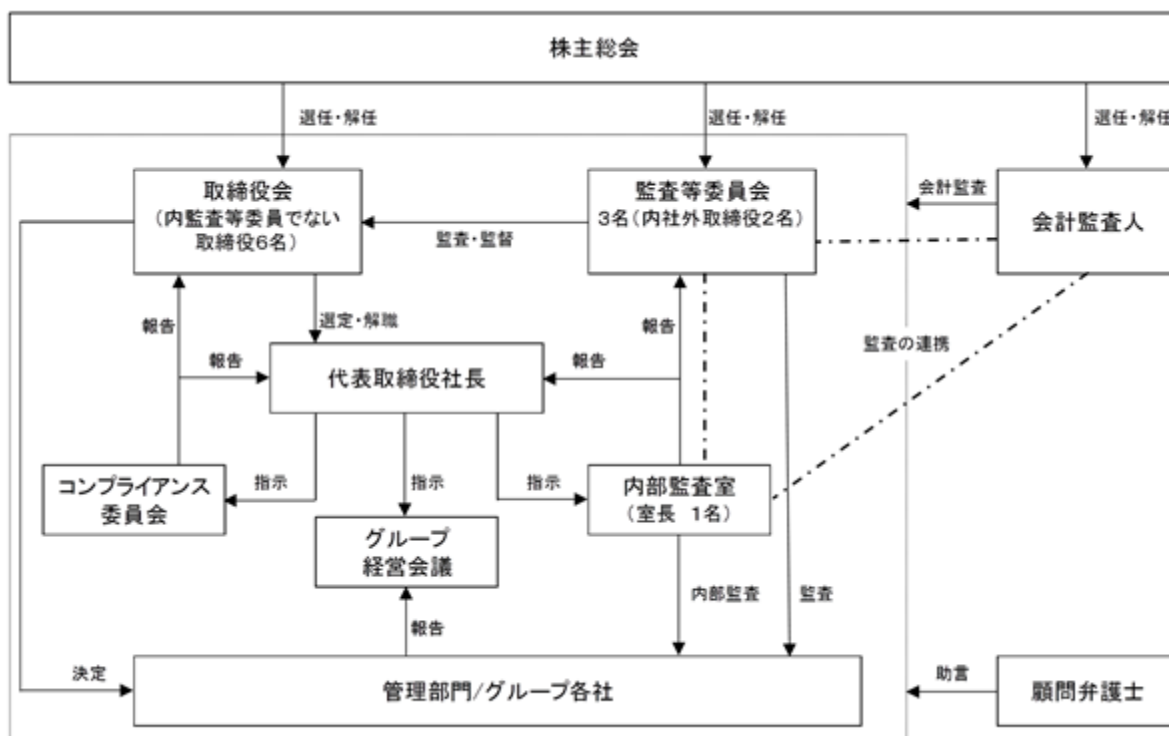 株主総会
選任・解任
選任・解任
選任・解任
取締役会
(内監査等委員でない
取締役6名)
監査等委員会
3名(内社外取締役2名)
会計監査
会計監査人
監査・監督
報告
選定・解職
報告
監査の連携
報告
報告
代表取締役社長
コンプライアンス
委員会
指示
指示
指示
内部監査室
(室長 1名)
グループ
経営会議
内部監査
監査
報告
決定
管理部門/グループ各社
助言
顧問弁護士